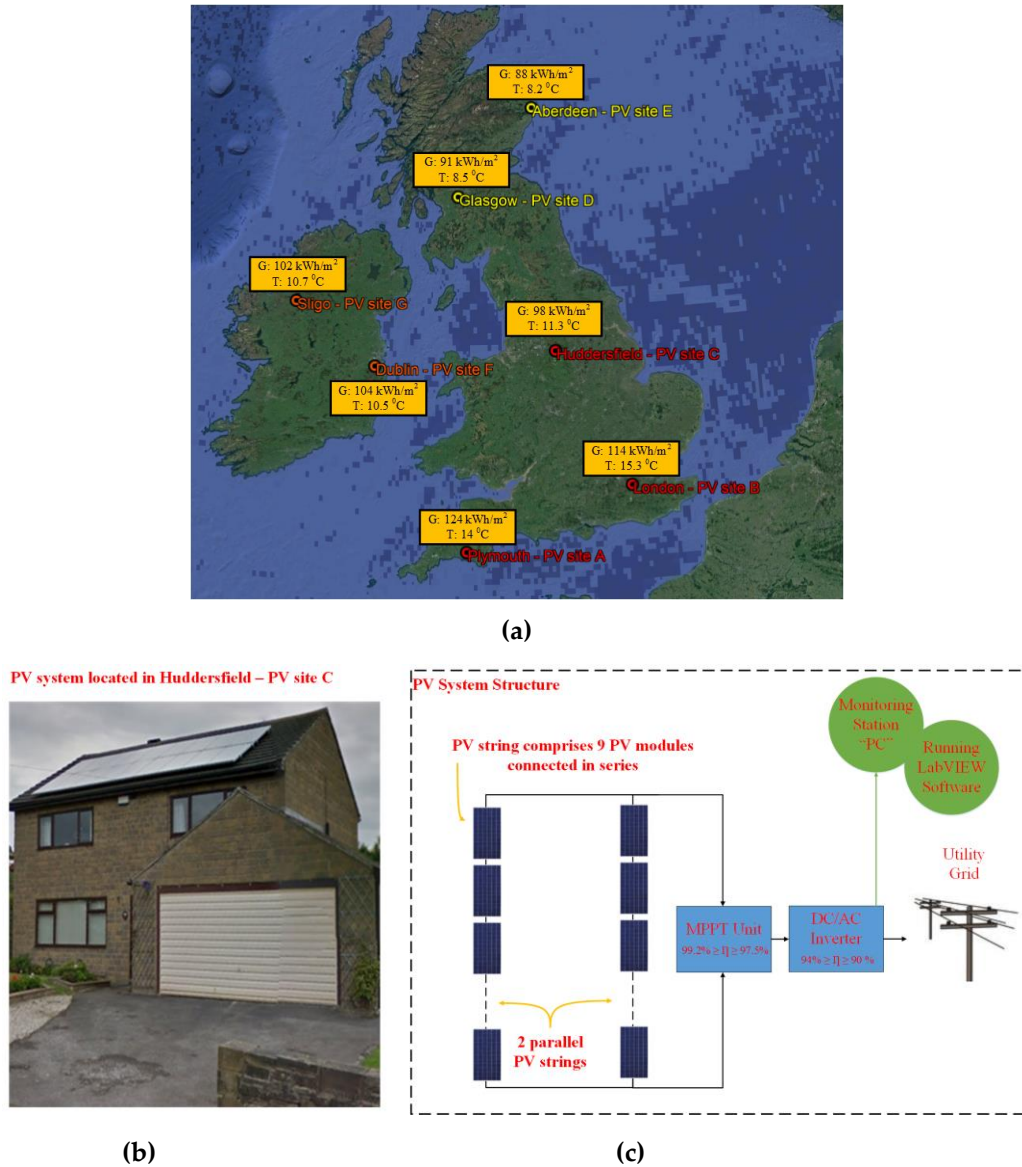 G: 88 kWh/m²
T: 8.2 ⁰C
Aberdeen - PV site E
G: 91 kWh/m²
T: 8.5 ⁰C
Glasgow - PV site D
G: 102 kWh/m²
T: 10.7 ⁰C
Sligo - PV site G
G: 98 kWh/m²
T: 11.3 ⁰C
Huddersfield - PV site C
Dublin - PV site F
G: 104 kWh/m²
T: 10.5 ⁰C
G: 114 kWh/m²
T: 15.3 ⁰C
London - PV site B
G: 124 kWh/m²
T: 14 ⁰C
Plymouth - PV site A
(a)
PV system located in Huddersfield – PV site C
(b)
PV System Structure
PV string comprises 9 PV modules
connected in series
2 parallel
PV strings
MPPT Unit
99.2% ≥ η ≥ 97.5%
DC/AC
Inverter
94% ≥ η ≥ 90 %
Monitoring
Station
"PC"
Running
LabVIEW
Software
Utility
Grid
(c)